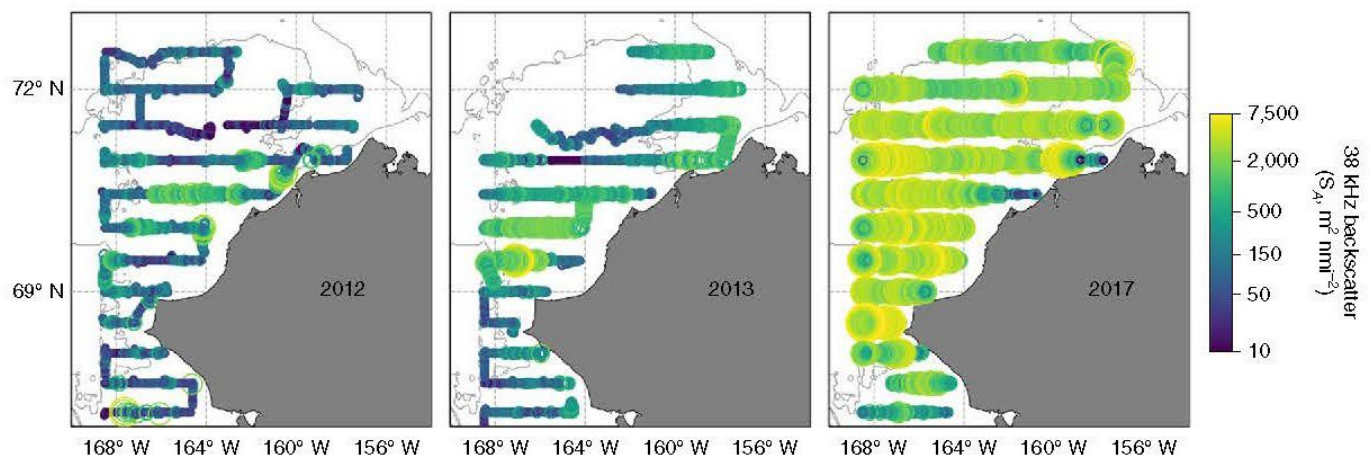 72° N
69° N
2012
2013
2017
168° W 164° W 160° W 156° W
168° W 164° W 160° W 156° W
168° W 164° W 160° W 156° W
7,500
2,000
500
150
50
10
38 kHz backscatter
(S_A, m² nmi⁻²)